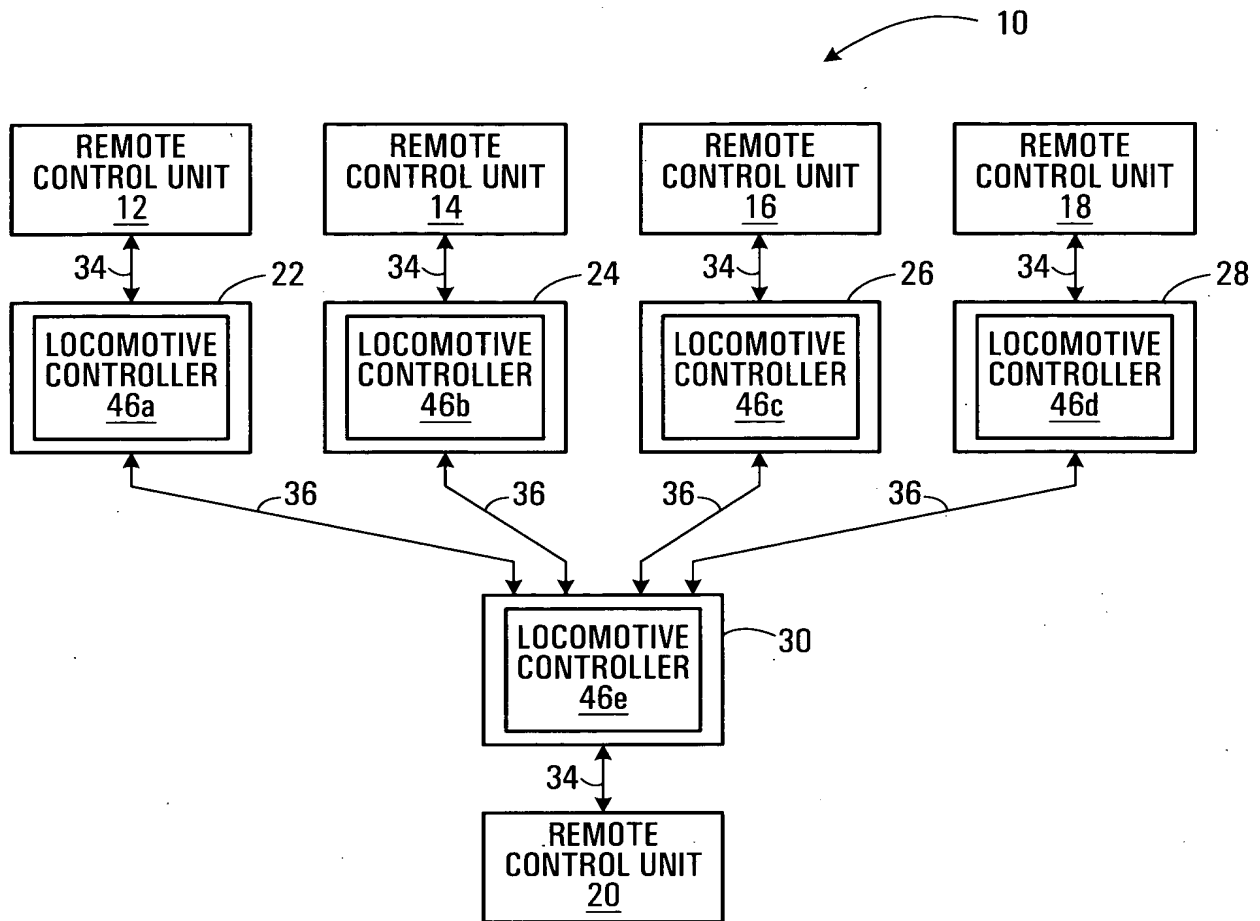 10
REMOTE
CONTROL UNIT
12
REMOTE
CONTROL UNIT
14
REMOTE
CONTROL UNIT
16
REMOTE
CONTROL UNIT
18
34
22
34
24
34
26
34
28
LOCOMOTIVE
CONTROLLER
46a
LOCOMOTIVE
CONTROLLER
46b
LOCOMOTIVE
CONTROLLER
46c
LOCOMOTIVE
CONTROLLER
46d
36
36
36
36
LOCOMOTIVE
CONTROLLER
46e
30
34
REMOTE
CONTROL UNIT
20